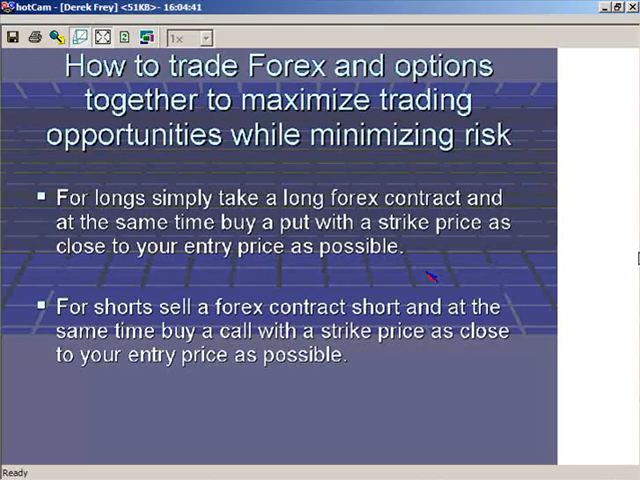 hotCam - [Derek Frey] <51KB> - 16:04:41
1x
How to trade Forex and options
together to maximize trading
opportunities while minimizing risk
For longs simply take a long forex contract and
at the same time buy a put with a strike price as
close to your entry price as possible.
For shorts sell a forex contract short and at the
same time buy a call with a strike price as close
to your entry price as possible.
Ready